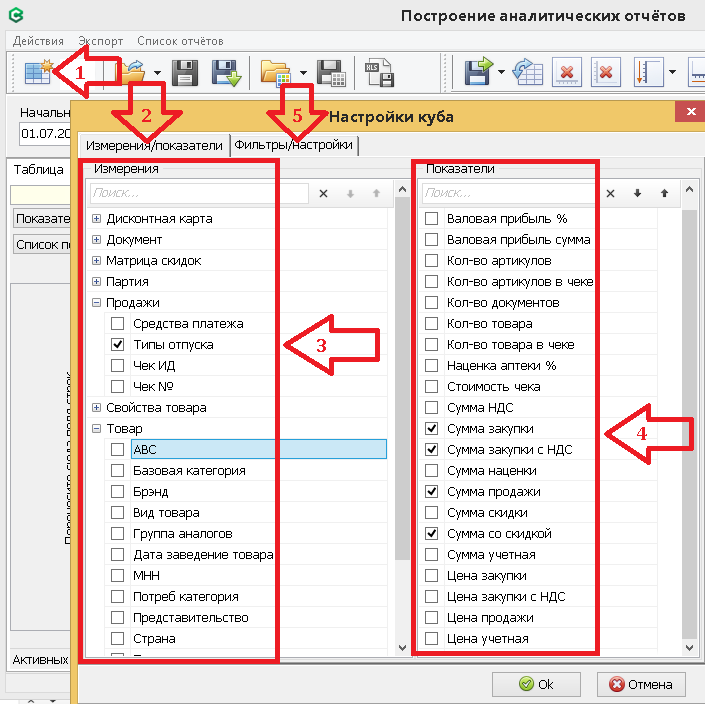 Построение аналитических отчётов
Действия Экспорт Список отчётов
1
XLS
2
5
Начальн
01.07.20
Настройки куба
Измерения/показатели Фильтры/настройки
Таблица
Показате
Список п
Измерения
Поиск...
Дисконтная карта
Документ
Матрица скидок
Партия
Продажи
Средства платежа
Типы отпуска
Чек ИД
Чек №
Свойства товара
Товар
ABC
Базовая категория
Брэнд
Вид товара
Группа аналогов
Дата заведение товара
МНН
Потреб категория
Представительство
Страна
3
Показатели
Поиск...
Валовая прибыль %
Валовая прибыль сумма
Кол-во артикулов
Кол-во артикулов в чеке
Кол-во документов
Кол-во товара
Кол-во товара в чеке
Наценка аптеки %
Стоимость чека
Сумма НДС
Сумма закупки
Сумма закупки с НДС
Сумма наценки
Сумма продажи
Сумма скидки
Сумма со скидкой
Сумма учетная
Цена закупки
Цена закупки с НДС
Цена продажи
Цена учетная
4
Активных
Ok Отмена